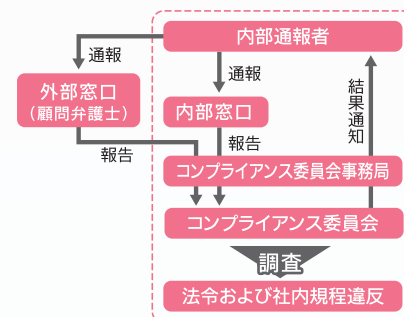 内部通報者
通報
通報
外部窓口
(顧問弁護士)
内部窓口
結果通知
報告
報告
コンプライアンス委員会事務局
コンプライアンス委員会
調査
法令および社内規程違反